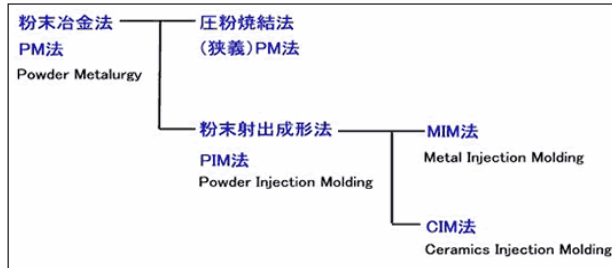 粉末冶金法
PM法
Powder Metalurgy
圧粉焼結法
(狭義)PM法
粉末射出成形法
PIM法
Powder Injection Molding
MIM法
Metal Injection Molding
CIM法
Ceramics Injection Molding